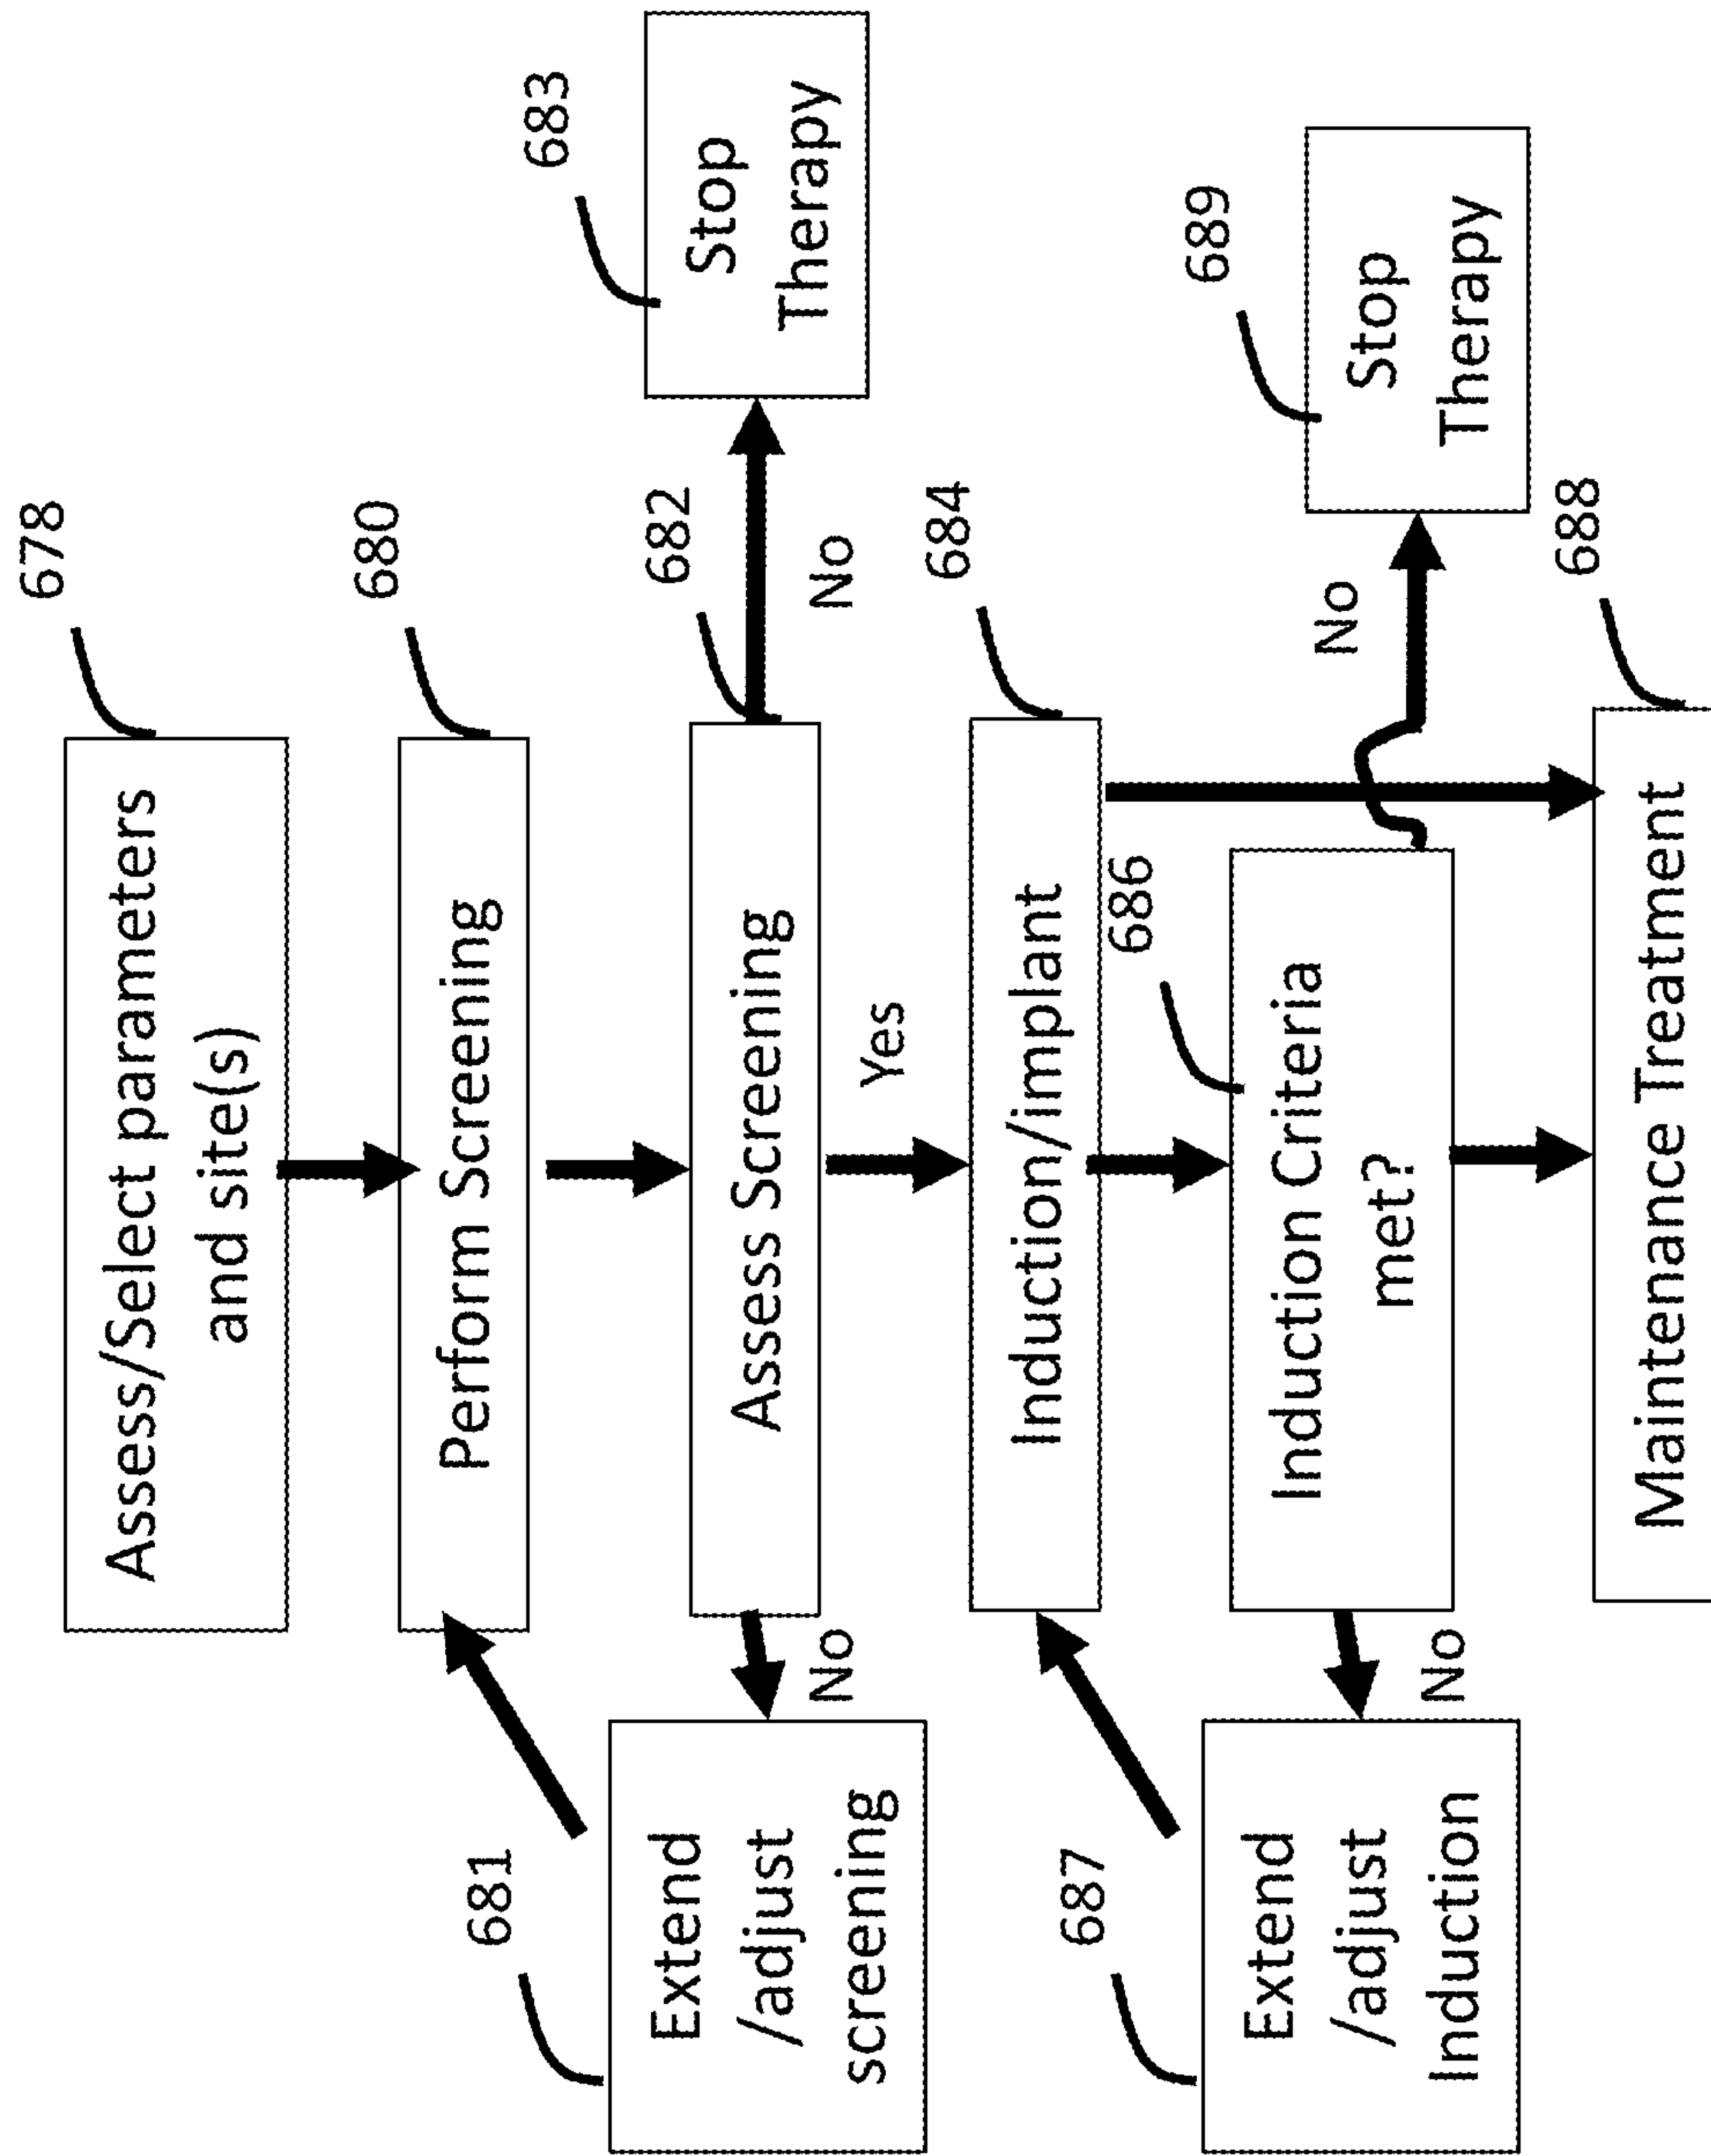 678
Assess/Select parameters
and site(s)
680
Perform Screening
681
Extend
/adjust
screening
No
682
Assess Screening
No
683
Stop
Therapy
Yes
684
Induction/implant
686
Induction Criteria
met?
687
Extend
/adjust
Induction
No
No
689
Stop
Therapy
688
Maintenance Treatment